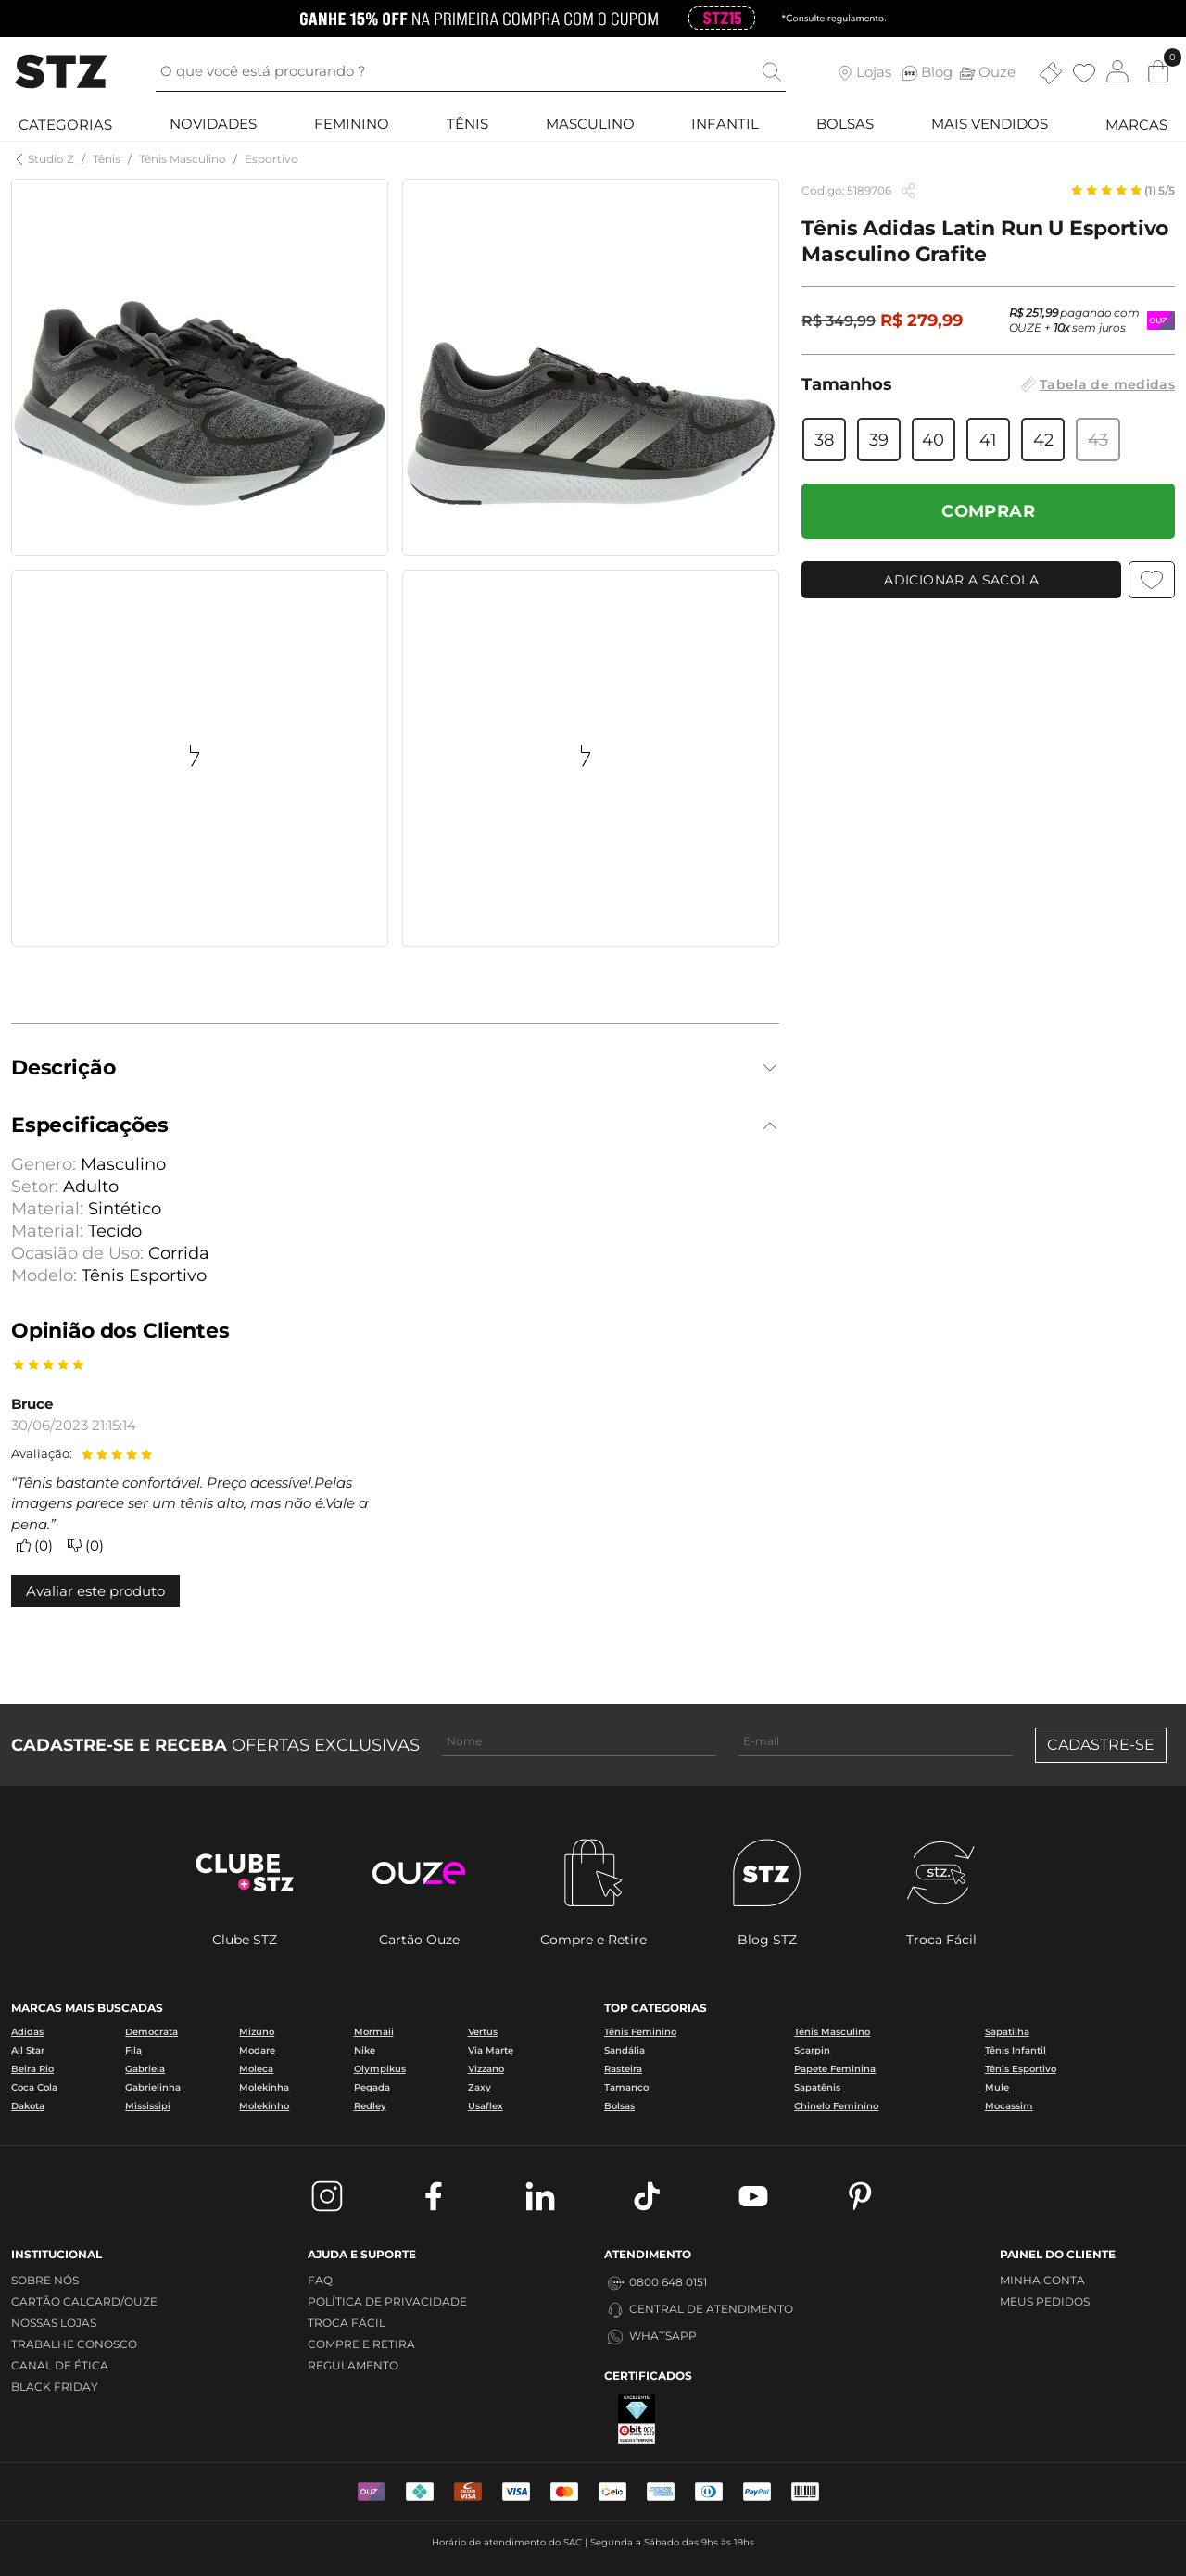 GANHE 15% OFF NA PRIMEIRA COMPRA COM O CUPOM STZ15 *Consulte regulamento.
STZ
O que você está procurando ?
Lojas STZ Blog Ouze
0
CATEGORIAS NOVIDADES FEMININO TÊNIS MASCULINO INFANTIL BOLSAS MAIS VENDIDOS MARCAS
Studio Z / Tênis / Tênis Masculino / Esportivo
Código: 5189706 (1) 5/5
Tênis Adidas Latin Run U Esportivo
Masculino Grafite
R$ 349,99 R$ 279,99
R$ 251,99 pagando com
OUZE + 10x sem juros
OUZE
Tamanhos Tabela de medidas
38 39 40 41 42 43
COMPRAR
ADICIONAR A SACOLA
Descrição
Especificações
Genero: Masculino
Setor: Adulto
Material: Sintético
Material: Tecido
Ocasião de Uso: Corrida
Modelo: Tênis Esportivo
Opinião dos Clientes
Bruce
30/06/2023 21:15:14
Avaliação:
“Tênis bastante confortável. Preço acessível.Pelas
imagens parece ser um tênis alto, mas não é.Vale a
pena.”
(0) (0)
Avaliar este produto
CADASTRE-SE E RECEBA OFERTAS EXCLUSIVAS Nome E-mail CADASTRE-SE
CLUBE
+STZ
ouze
STZ
stz.
Clube STZ Cartão Ouze Compre e Retire Blog STZ Troca Fácil
MARCAS MAIS BUSCADAS TOP CATEGORIAS
Adidas Democrata Mizuno Mormaii Vertus Tênis Feminino Tênis Masculino Sapatilha
All Star Fila Modare Nike Via Marte Sandália Scarpin Tênis Infantil
Beira Rio Gabriela Moleca Olympikus Vizzano Rasteira Papete Feminina Tênis Esportivo
Coca Cola Gabrielinha Molekinha Pegada Zaxy Tamanco Sapatênis Mule
Dakota Mississipi Molekinho Redley Usaflex Bolsas Chinelo Feminino Mocassim
INSTITUCIONAL
SOBRE NÓS
CARTÃO CALCARD/OUZE
NOSSAS LOJAS
TRABALHE CONOSCO
CANAL DE ÉTICA
BLACK FRIDAY
AJUDA E SUPORTE
FAQ
POLÍTICA DE PRIVACIDADE
TROCA FÁCIL
COMPRE E RETIRA
REGULAMENTO
ATENDIMENTO
0800 648 0151
CENTRAL DE ATENDIMENTO
WHATSAPP
CERTIFICADOS
EXCELENTE
ebit
PAINEL DO CLIENTE
MINHA CONTA
MEUS PEDIDOS
OUZE VISA VISA elo PayPal
Horário de atendimento do SAC | Segunda a Sábado das 9hs às 19hs